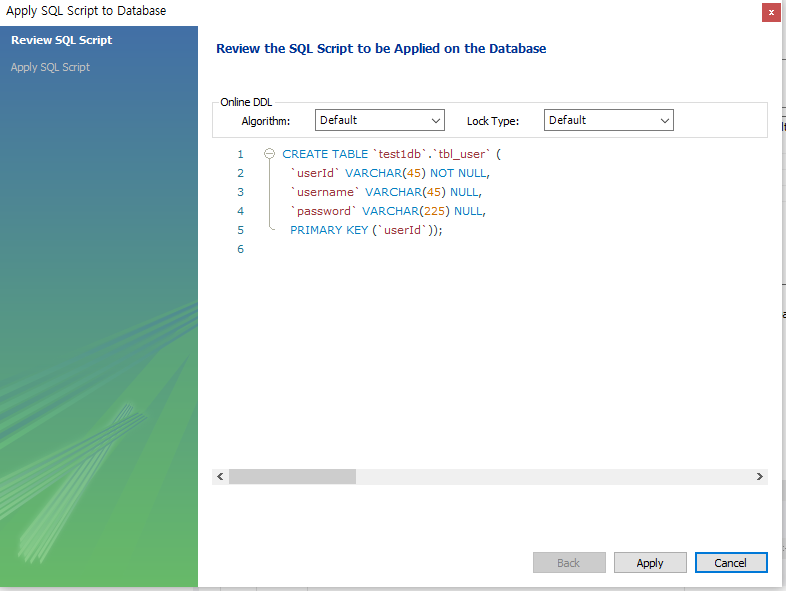 Apply SQL Script to Database
x
Review SQL Script
Apply SQL Script
Review the SQL Script to be Applied on the Database
Online DDL
Algorithm: Default Lock Type: Default
1 CREATE TABLE `test1db`.`tbl_user` (
2 `userId` VARCHAR(45) NOT NULL,
3 `username` VARCHAR(45) NULL,
4 `password` VARCHAR(225) NULL,
5 PRIMARY KEY (`userId`));
6
Back Apply Cancel